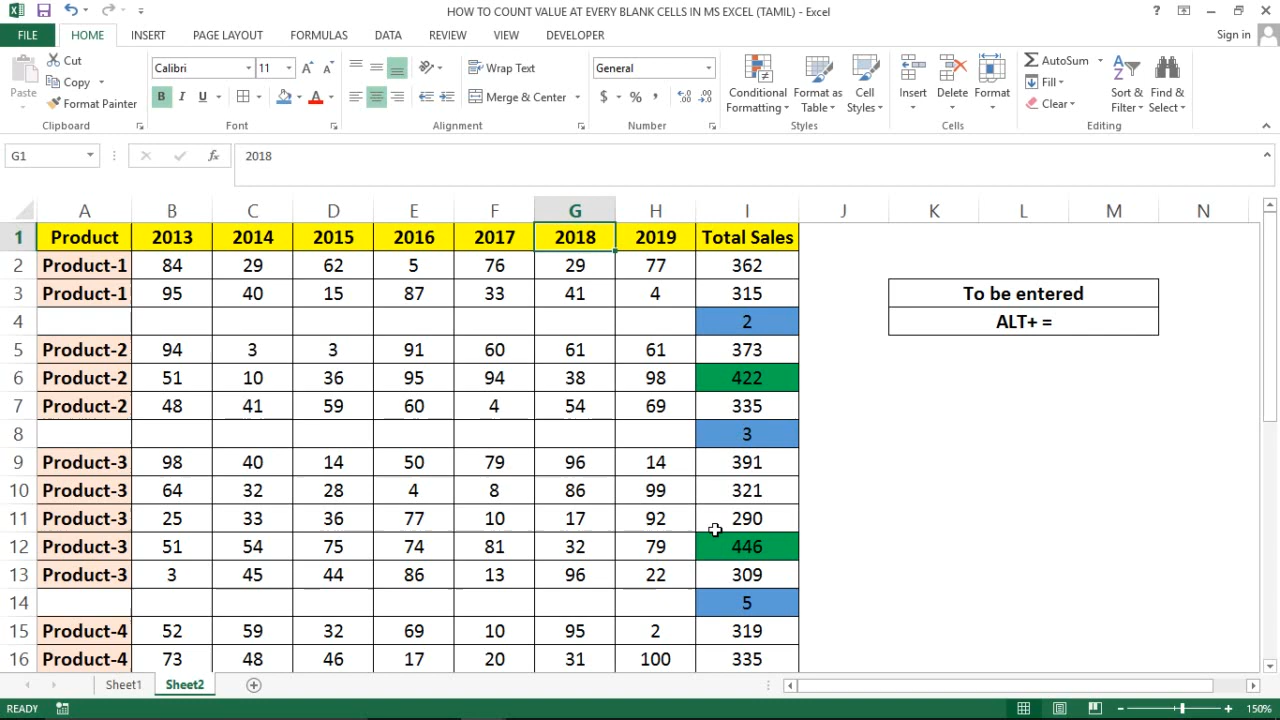 HOW TO COUNT VALUE AT EVERY BLANK CELLS IN MS EXCEL (TAMIL) - Excel
FILE HOME INSERT PAGE LAYOUT FORMULAS DATA REVIEW VIEW DEVELOPER Sign in
Paste
Cut
Copy
Format Painter
Clipboard
Calibri 11
B I U
Font
Wrap Text
Merge & Center
Alignment
General
$ % ,
Number
Conditional Formatting
Format as Table
Cell Styles
Styles
Insert Delete Format
Cells
AutoSum
Fill
Clear
Sort & Filter
Find & Select
Editing
G1 fx 2018
A B C D E F G H I J K L M N
1 Product 2013 2014 2015 2016 2017 2018 2019 Total Sales
2 Product-1 84 29 62 5 76 29 77 362
3 Product-1 95 40 15 87 33 41 4 315 To be entered
4 2 ALT+ =
5 Product-2 94 3 3 91 60 61 61 373
6 Product-2 51 10 36 95 94 38 98 422
7 Product-2 48 41 59 60 4 54 69 335
8 3
9 Product-3 98 40 14 50 79 96 14 391
10 Product-3 64 32 28 4 8 86 99 321
11 Product-3 25 33 36 77 10 17 92 290
12 Product-3 51 54 75 74 81 32 79 446
13 Product-3 3 45 44 86 13 96 22 309
14 5
15 Product-4 52 59 32 69 10 95 2 319
16 Product-4 73 48 46 17 20 31 100 335
Sheet1 Sheet2
READY 150%